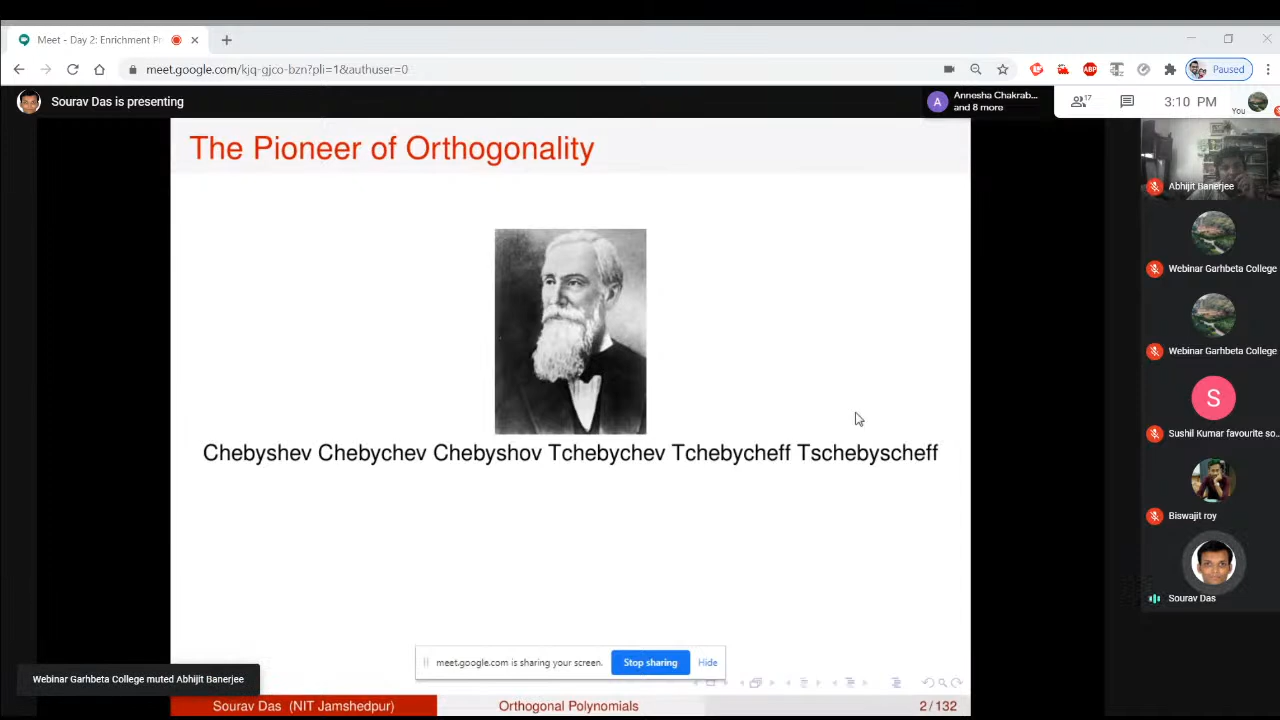 Meet - Day 2: Enrichment Pr
meet.google.com/kjq-gjco-bzn?pli=1&authuser=0
ABP
Paused
Sourav Das is presenting
A
Annesha Chakrab...
and 8 more
17
3:10 PM
You
The Pioneer of Orthogonality
Chebyshev Chebychev Chebyshov Tchebychev Tchebycheff Tschebyscheff
Abhijit Banerjee
Webinar Garhbeta College
Webinar Garhbeta College
S
Sushil Kumar favourite so...
Biswajit roy
Sourav Das
meet.google.com is sharing your screen.
Stop sharing
Hide
Webinar Garhbeta College muted Abhijit Banerjee
Sourav Das (NIT Jamshedpur)
Orthogonal Polynomials
2 / 132